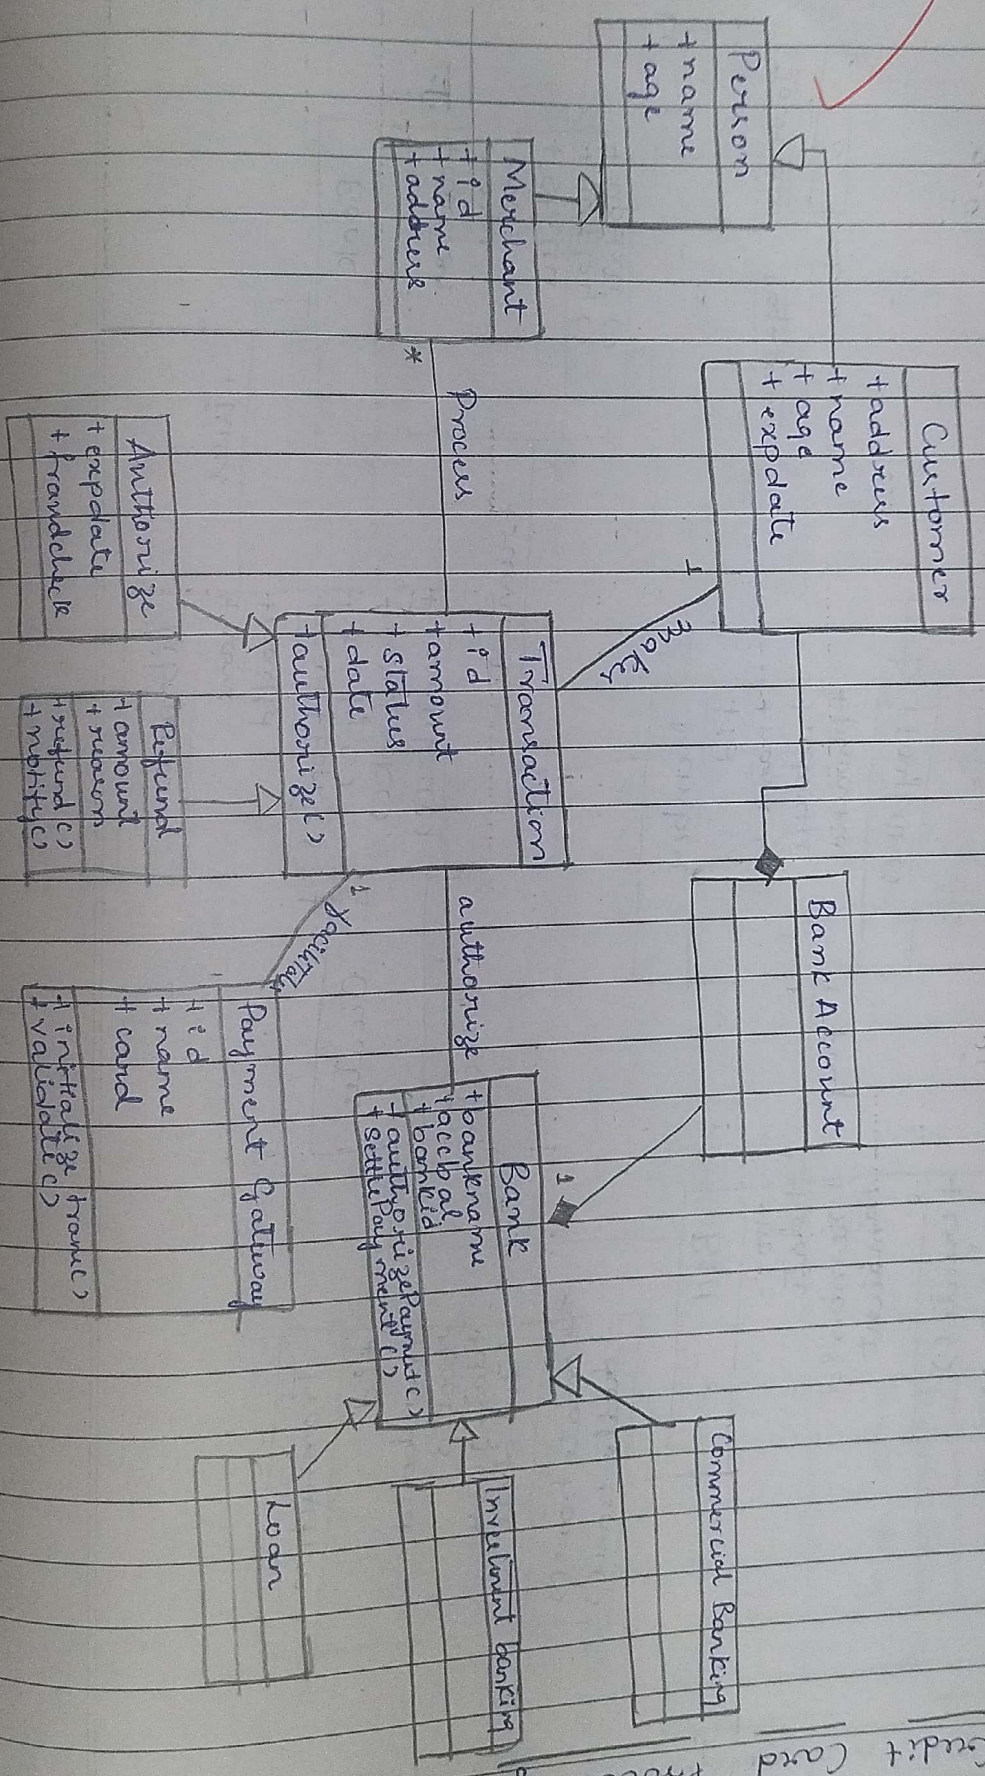 Person
+ name
+ age
Customer
+ address
+ name
+ age
+ expdate
Merchant
+ id
+ name
+ address
*
Process
1
Makes
Transaction
+ id
+ amount
+ status
+ date
+ authorize()
Authorize
+ expdate
+ fraudcheck
Refund
+ amount
+ reason
+ refund()
+ notify()
authorize
1
Bank Account
1
Bank
+ bankname
+ accbal
+ bankid
+ authorizePayment()
+ settlePayment()
Payment Gateway
+ id
+ name
+ card
+ initialize trans()
+ validate()
Commercial Banking
Investment banking
Loan
Credit Card